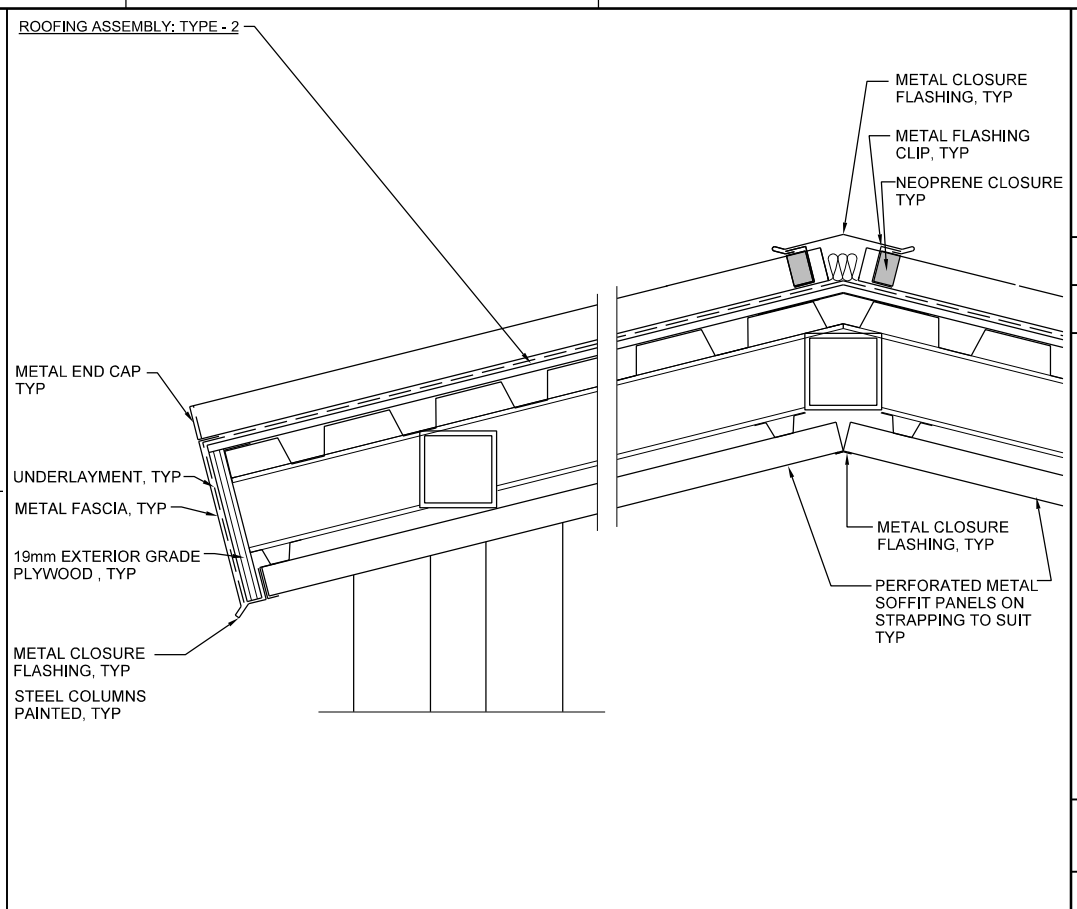 ROOFING ASSEMBLY: TYPE - 2
METAL CLOSURE
FLASHING, TYP
METAL FLASHING
CLIP, TYP
NEOPRENE CLOSURE
TYP
METAL END CAP
TYP
UNDERLAYMENT, TYP
METAL FASCIA, TYP
19mm EXTERIOR GRADE
PLYWOOD , TYP
METAL CLOSURE
FLASHING, TYP
STEEL COLUMNS
PAINTED, TYP
METAL CLOSURE
FLASHING, TYP
PERFORATED METAL
SOFFIT PANELS ON
STRAPPING TO SUIT
TYP